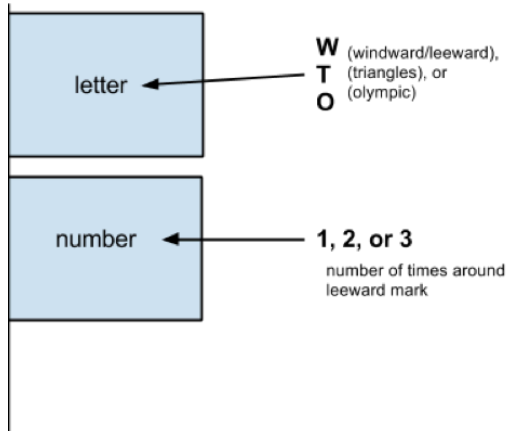 letter
W (windward/leeward),
T (triangles), or
O (olympic)
number
1, 2, or 3
number of times around
leeward mark